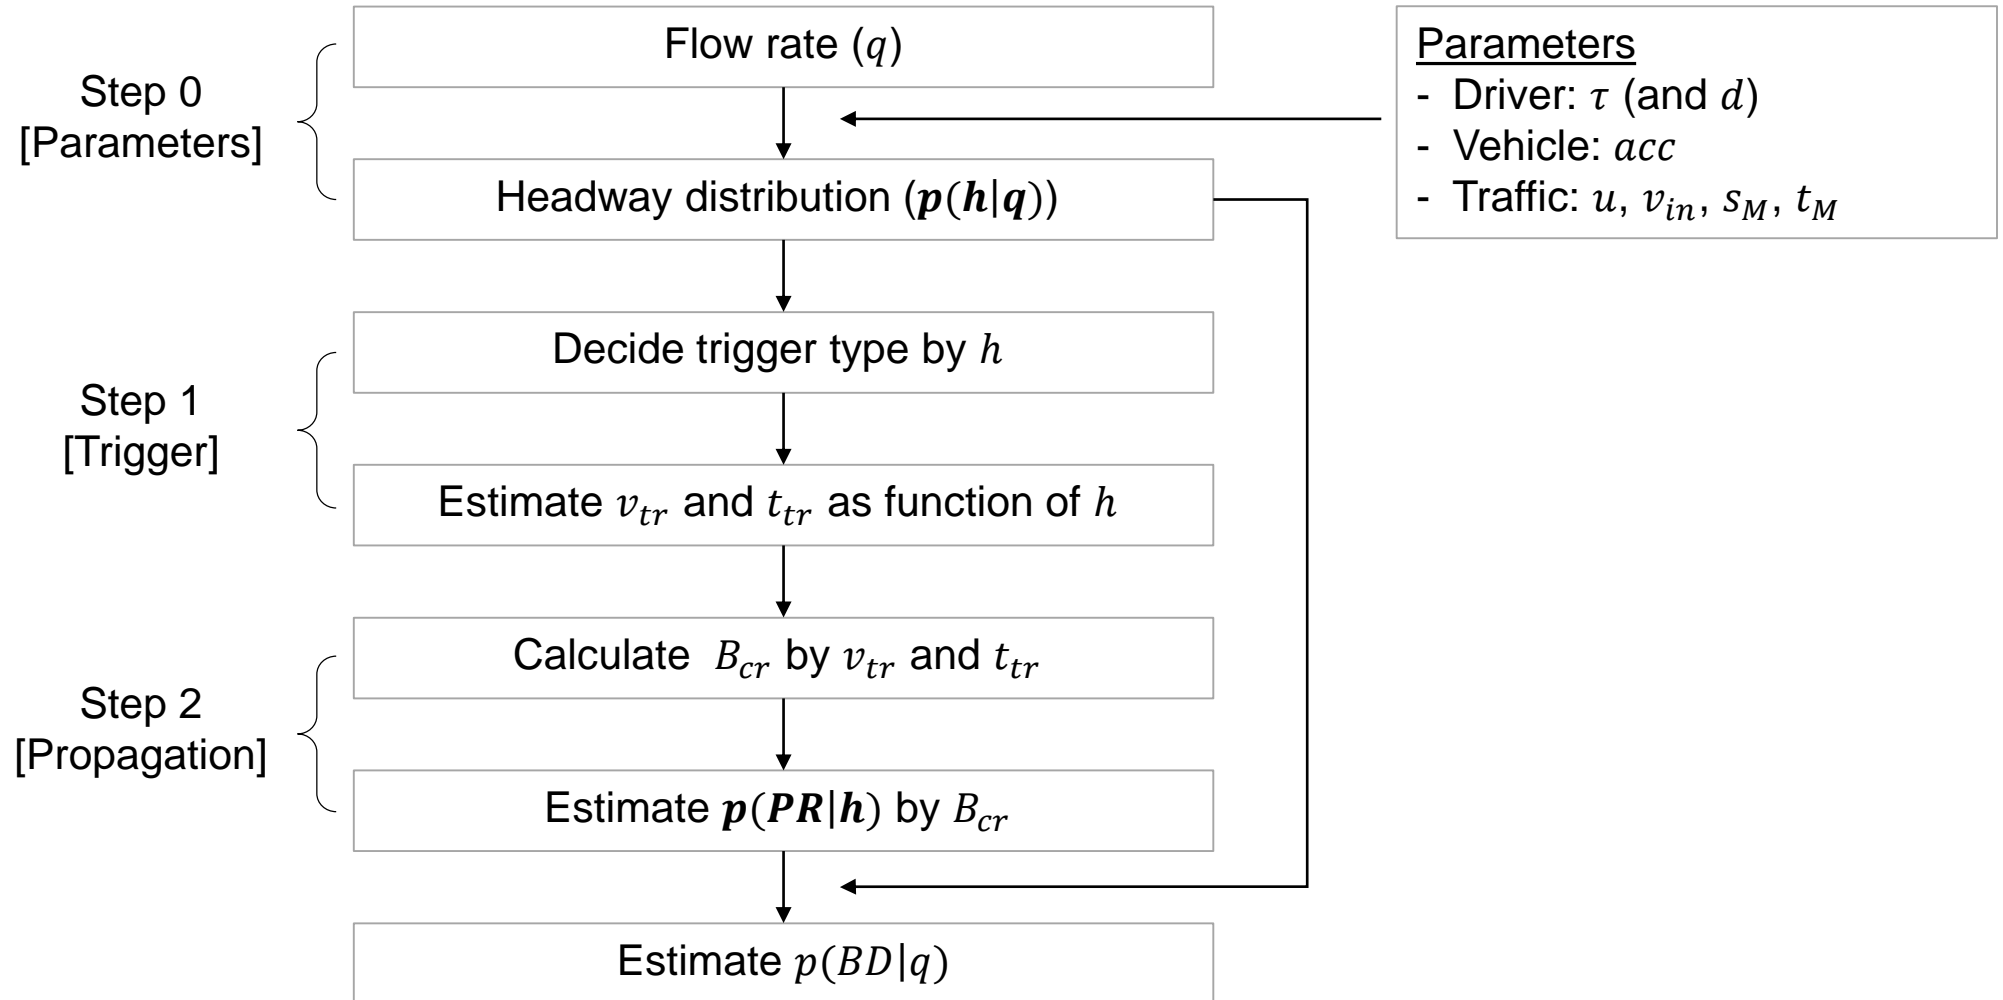 Flow rate (q)
Step 0
[Parameters]
Headway distribution (p(h|q))
Parameters
- Driver: τ (and d)
- Vehicle: acc
- Traffic: u, v_in, s_M, t_M
Step 1
[Trigger]
Decide trigger type by h
Estimate v_tr and t_tr as function of h
Step 2
[Propagation]
Calculate B_cr by v_tr and t_tr
Estimate p(PR|h) by B_cr
Estimate p(BD|q)